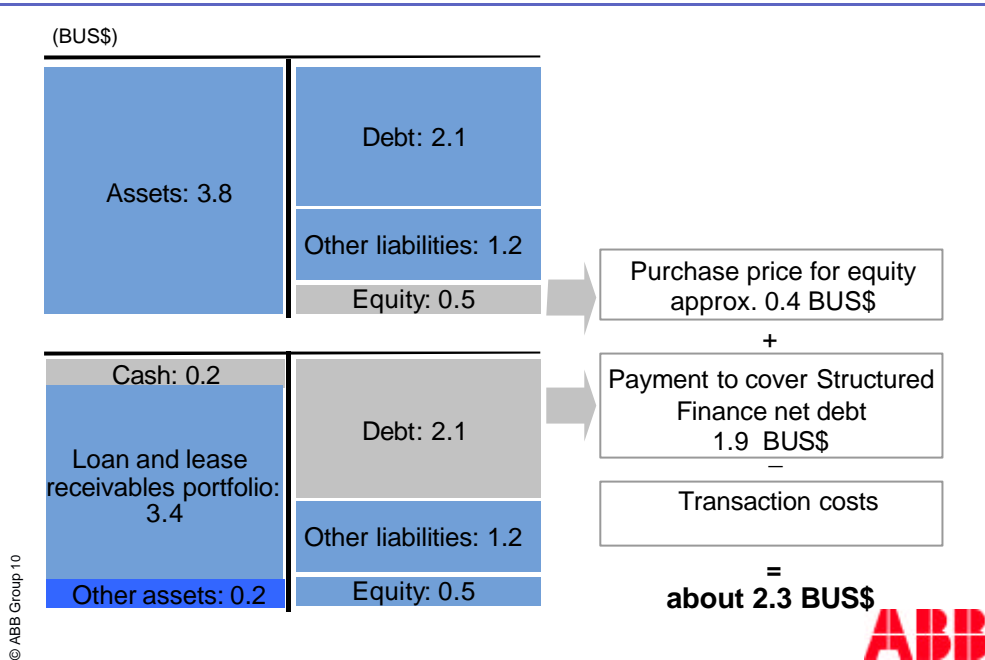 (BUS$)
Assets: 3.8
Debt: 2.1
Other liabilities: 1.2
Equity: 0.5
Purchase price for equity
approx. 0.4 BUS$
+
Cash: 0.2
Loan and lease
receivables portfolio:
3.4
Other assets: 0.2
Debt: 2.1
Other liabilities: 1.2
Equity: 0.5
Payment to cover Structured
Finance net debt
1.9 BUS$
–
Transaction costs
=
about 2.3 BUS$
© ABB Group 10
ABB